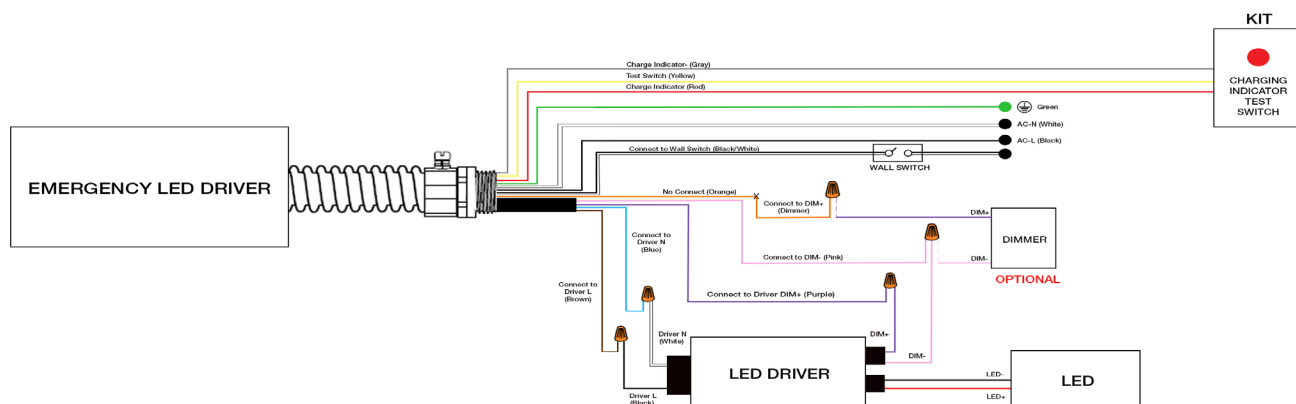 KIT
CHARGING
INDICATOR
TEST
SWITCH
Charge Indicator- (Gray)
Test Switch (Yellow)
Charge Indicator (Red)
Green
AC-N (White)
AC-L (Black)
Connect to Wall Switch (Black/White)
WALL SWITCH
EMERGENCY LED DRIVER
No Connect (Orange)
Connect to DIM+
(Dimmer)
DIM+
DIMMER
DIM-
OPTIONAL
Connect to
Driver N
(Bluo)
Connect to DIM- (Pink)
Connect to
Driver L
(Brown)
Connect to Driver DIM+ (Purple)
Driver N
(White)
DIM+
DIM-
LED DRIVER
LED-
LED
LED+
Driver L
(Black)